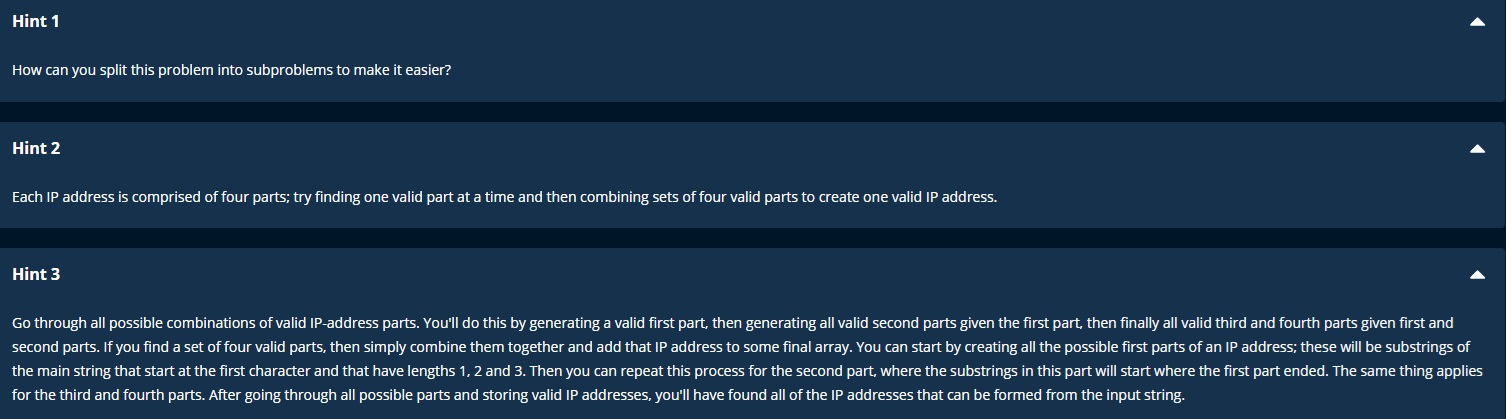 Hint 1
How can you split this problem into subproblems to make it easier?
Hint 2
Each IP address is comprised of four parts; try finding one valid part at a time and then combining sets of four valid parts to create one valid IP address.
Hint 3
Go through all possible combinations of valid IP-address parts. You'll do this by generating a valid first part, then generating all valid second parts given the first part, then finally all valid third and fourth parts given first and
second parts. If you find a set of four valid parts, then simply combine them together and add that IP address to some final array. You can start by creating all the possible first parts of an IP address; these will be substrings of
the main string that start at the first character and that have lengths 1, 2 and 3. Then you can repeat this process for the second part, where the substrings in this part will start where the first part ended. The same thing applies
for the third and fourth parts. After going through all possible parts and storing valid IP addresses, you'll have found all of the IP addresses that can be formed from the input string.